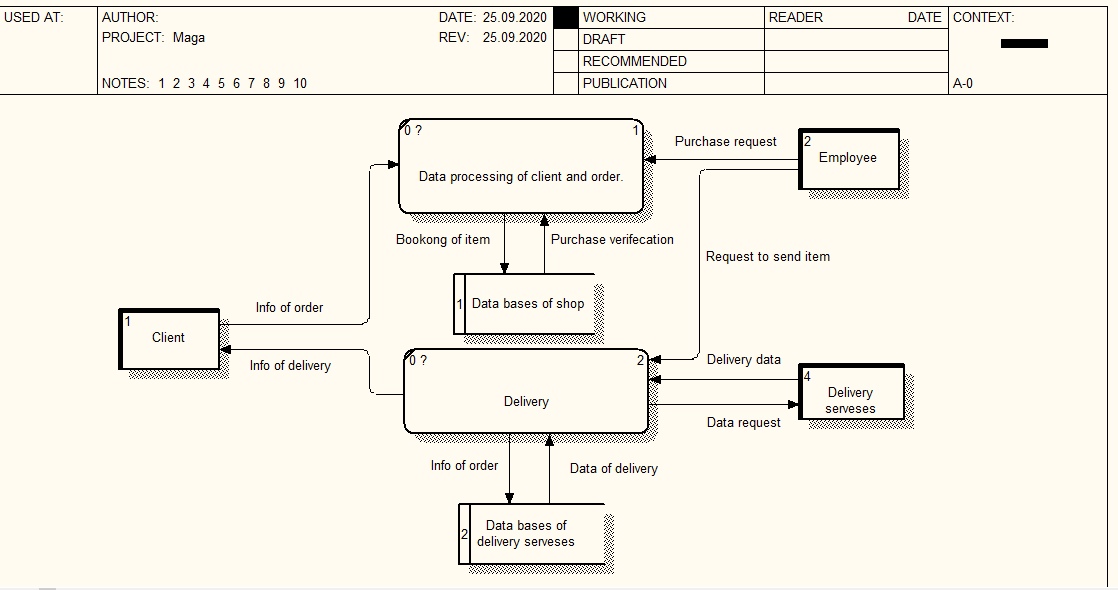 USED AT:
AUTHOR:
DATE: 25.09.2020
WORKING
READER
DATE
CONTEXT:
PROJECT: Maga
REV: 25.09.2020
DRAFT
RECOMMENDED
NOTES: 1 2 3 4 5 6 7 8 9 10
PUBLICATION
A-0
0 ?
1
Data processing of client and order.
Purchase request
2
Employee
Bookong of item
Purchase verifecation
Request to send item
1
Data bases of shop
Info of order
1
Client
Info of delivery
0 ?
2
Delivery
Delivery data
4
Delivery
serveses
Data request
Info of order
Data of delivery
2
Data bases of
delivery serveses